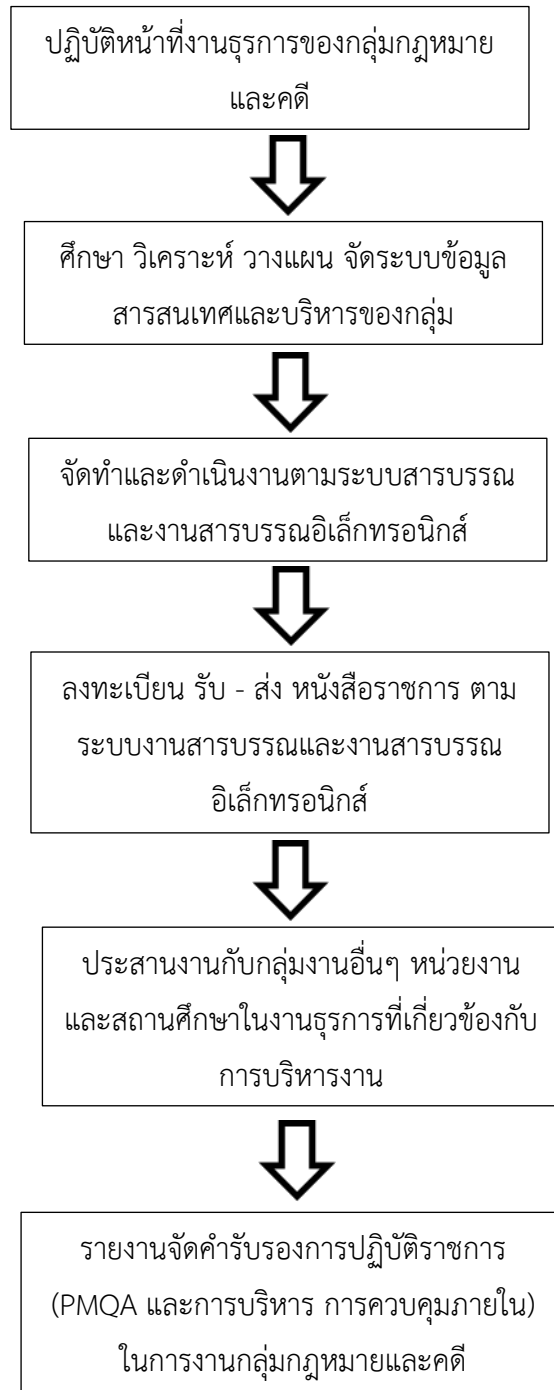 ปฏิบัติหน้าที่งานธุรการของกลุ่มกฎหมาย
และคดี
ศึกษา วิเคราะห์ วางแผน จัดระบบข้อมูล
สารสนเทศและบริหารของกลุ่ม
จัดทำและดำเนินงานตามระบบสารบรรณ
และงานสารบรรณอิเล็กทรอนิกส์
ลงทะเบียน รับ - ส่ง หนังสือราชการ ตาม
ระบบงานสารบรรณและงานสารบรรณ
อิเล็กทรอนิกส์
ประสานงานกับกลุ่มงานอื่นๆ หน่วยงาน
และสถานศึกษาในงานธุรการที่เกี่ยวข้องกับ
การบริหารงาน
รายงานจัดคำรับรองการปฏิบัติราชการ
(PMQA และการบริหาร การควบคุมภายใน)
ในการงานกลุ่มกฎหมายและคดี